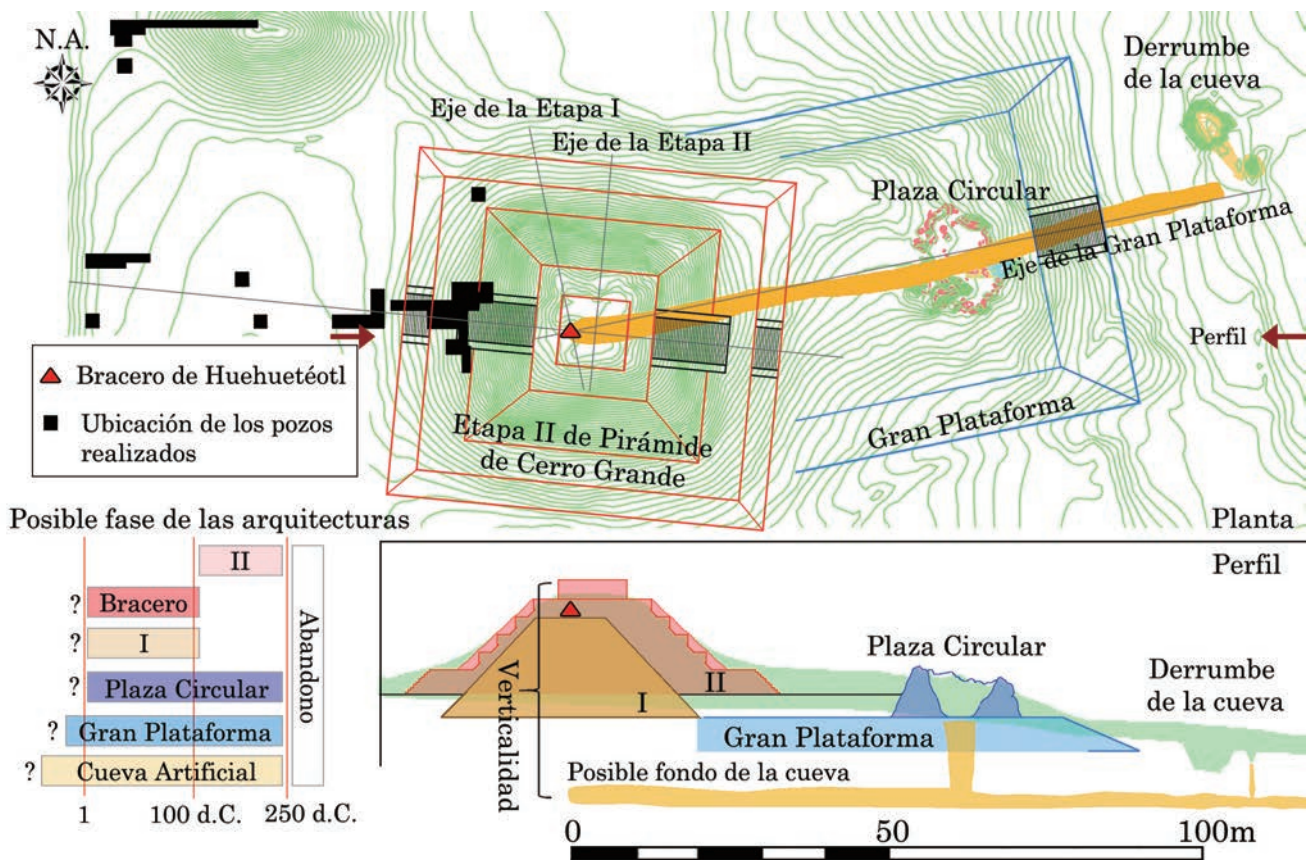 N.A.
Eje de la Etapa I
Eje de la Etapa II
Derrumbe
de la cueva
Plaza Circular
Eje de la Gran Plataforma
Perfil
Bracero de Huehuetéotl
Ubicación de los pozos
realizados
Etapa II de Pirámide
de Cerro Grande
Gran Plataforma
Planta
Posible fase de las arquitecturas
II
? Bracero
? I
? Plaza Circular
? Gran Plataforma
? Cueva Artificial
Abandono
1 100 d.C. 250 d.C.
Perfil
Verticalidad
I
II
Plaza Circular
Derrumbe
de la cueva
Gran Plataforma
Posible fondo de la cueva
0 50 100m